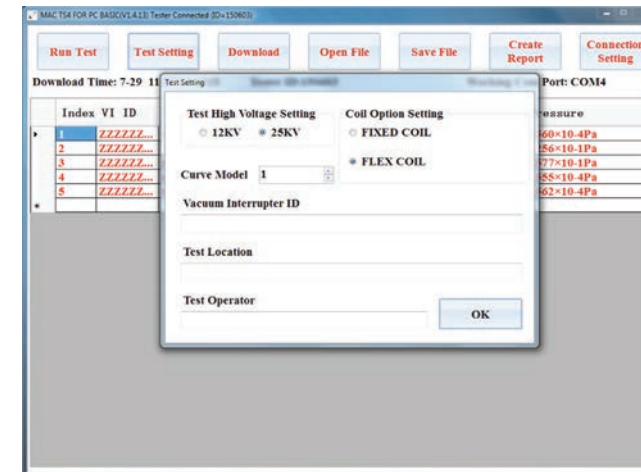 MAC TS4 FOR PC BASIC(V1.4.13) Tester Connected (ID=150603)
Run Test
Test Setting
Download
Open File
Save File
Create Report
Connection Setting
Download Time: 7-29 11
Port: COM4
Test Setting
Index VI ID
essure
1 ZZZZZZ... 60×10-4Pa
2 ZZZZZZ... 56×10-1Pa
3 ZZZZZZ... 77×10-1Pa
4 ZZZZZZ... 55×10-4Pa
5 ZZZZZZ... 62×10-4Pa
Test High Voltage Setting
12KV 25KV
Coil Option Setting
FIXED COIL
FLEX COIL
Curve Model 1
Vacuum Interrupter ID
Test Location
Test Operator
OK